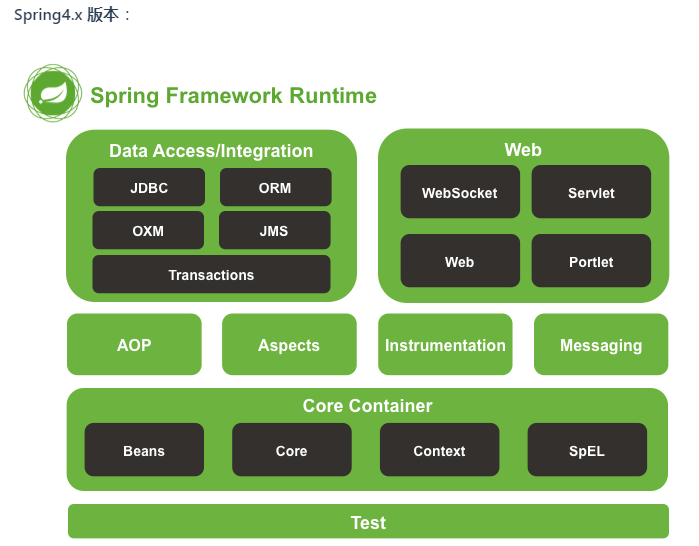 Spring4.x 版本：
Spring Framework Runtime
Data Access/Integration
JDBC
ORM
OXM
JMS
Transactions
Web
WebSocket
Servlet
Web
Portlet
AOP
Aspects
Instrumentation
Messaging
Core Container
Beans
Core
Context
SpEL
Test